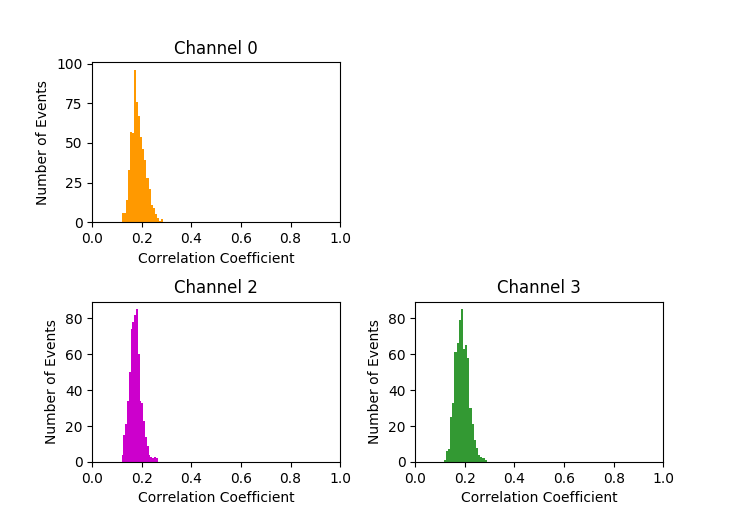 Channel 0
Number of Events
100
75
50
25
0
0.0 0.2 0.4 0.6 0.8 1.0
Correlation Coefficient
Channel 2
Number of Events
80
60
40
20
0
0.0 0.2 0.4 0.6 0.8 1.0
Correlation Coefficient
Channel 3
Number of Events
80
60
40
20
0
0.0 0.2 0.4 0.6 0.8 1.0
Correlation Coefficient